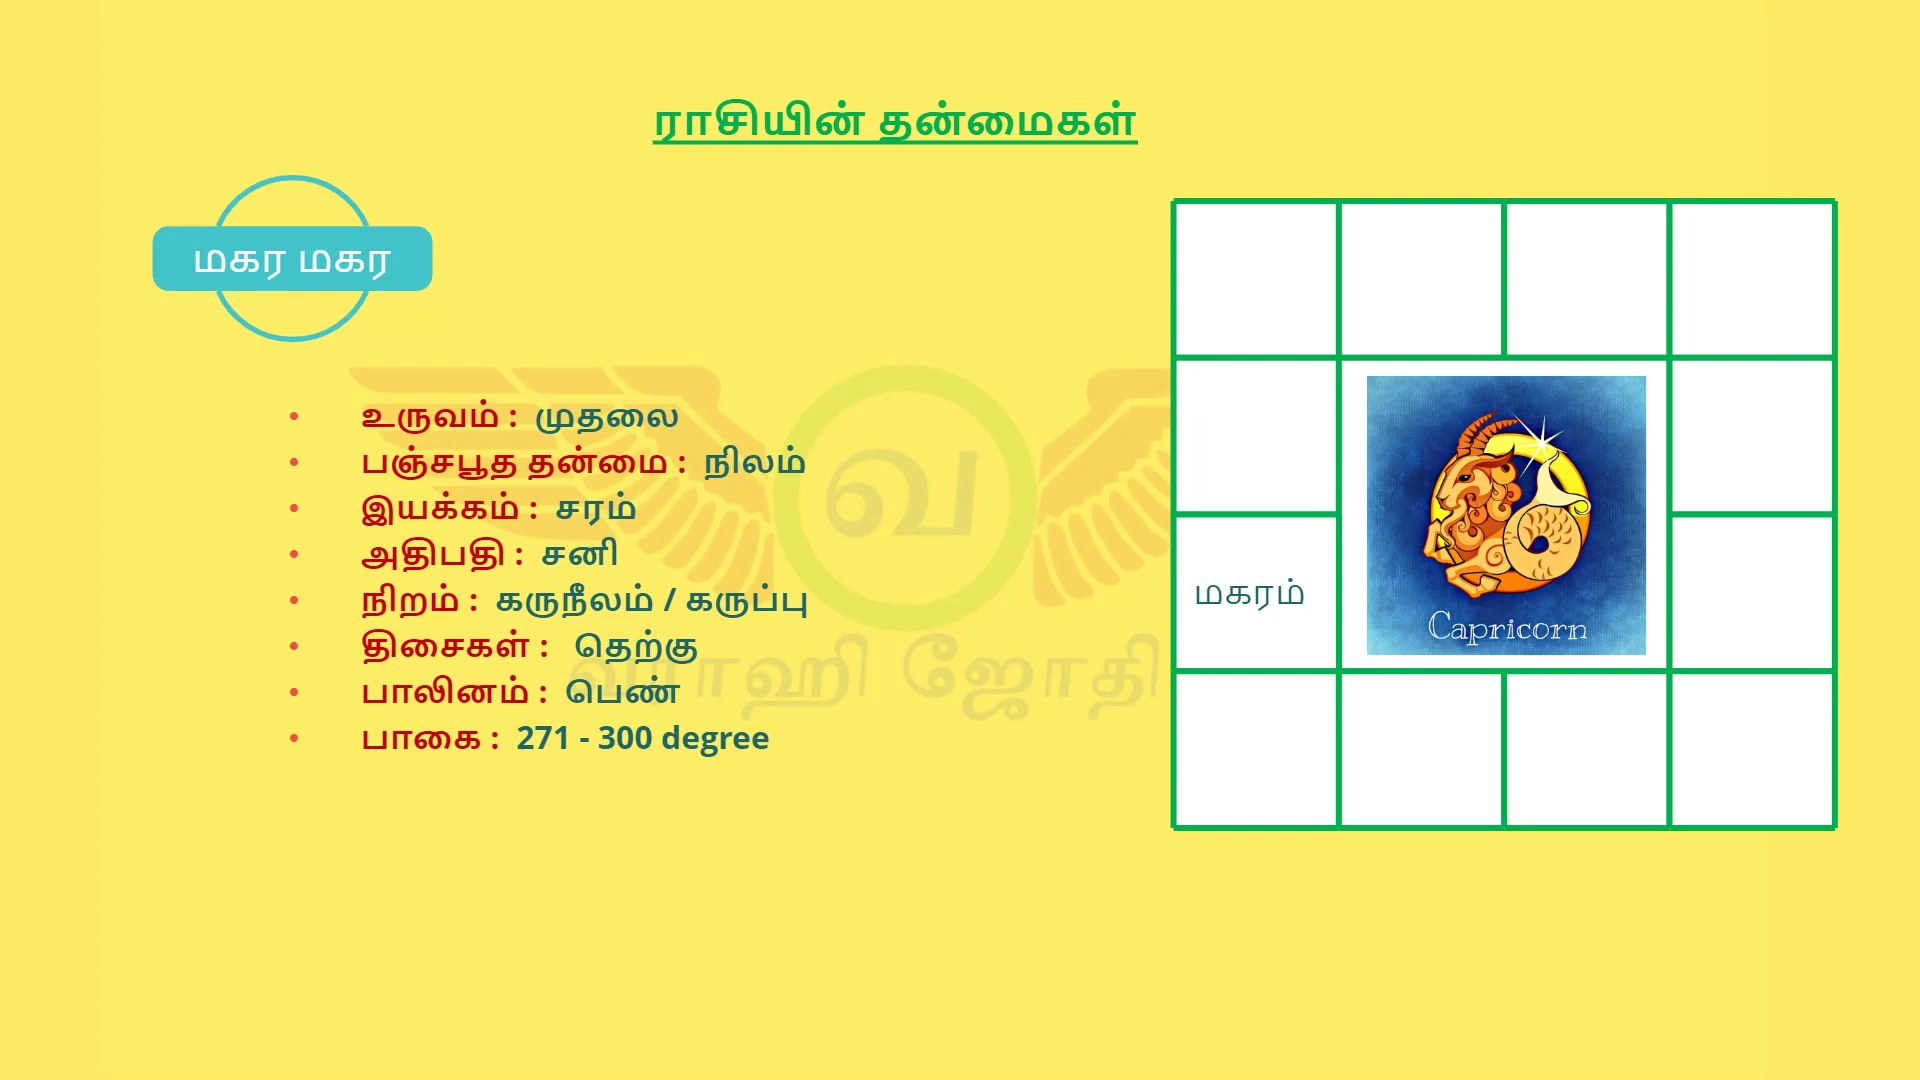 ராசியின் தன்மைகள்
மகர மகர
• உருவம் : முதலை
• பஞ்சபூத தன்மை : நிலம்
• இயக்கம் : சரம்
• அதிபதி : சனி
• நிறம் : கருநீலம் / கருப்பு
• திசைகள் : தெற்கு
• பாலினம் : பெண்
• பாகை : 271 - 300 degree
மகரம்
Capricorn
வ
வராஹி ஜோதி